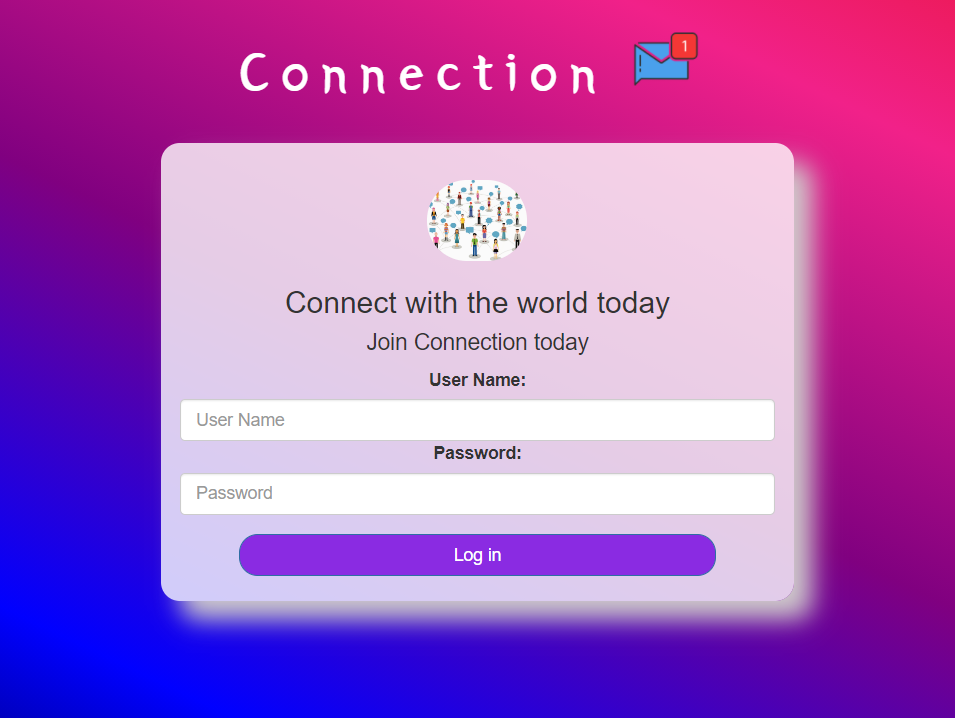 Connection
1
Connect with the world today
Join Connection today
User Name:
User Name
Password:
Password
Log in